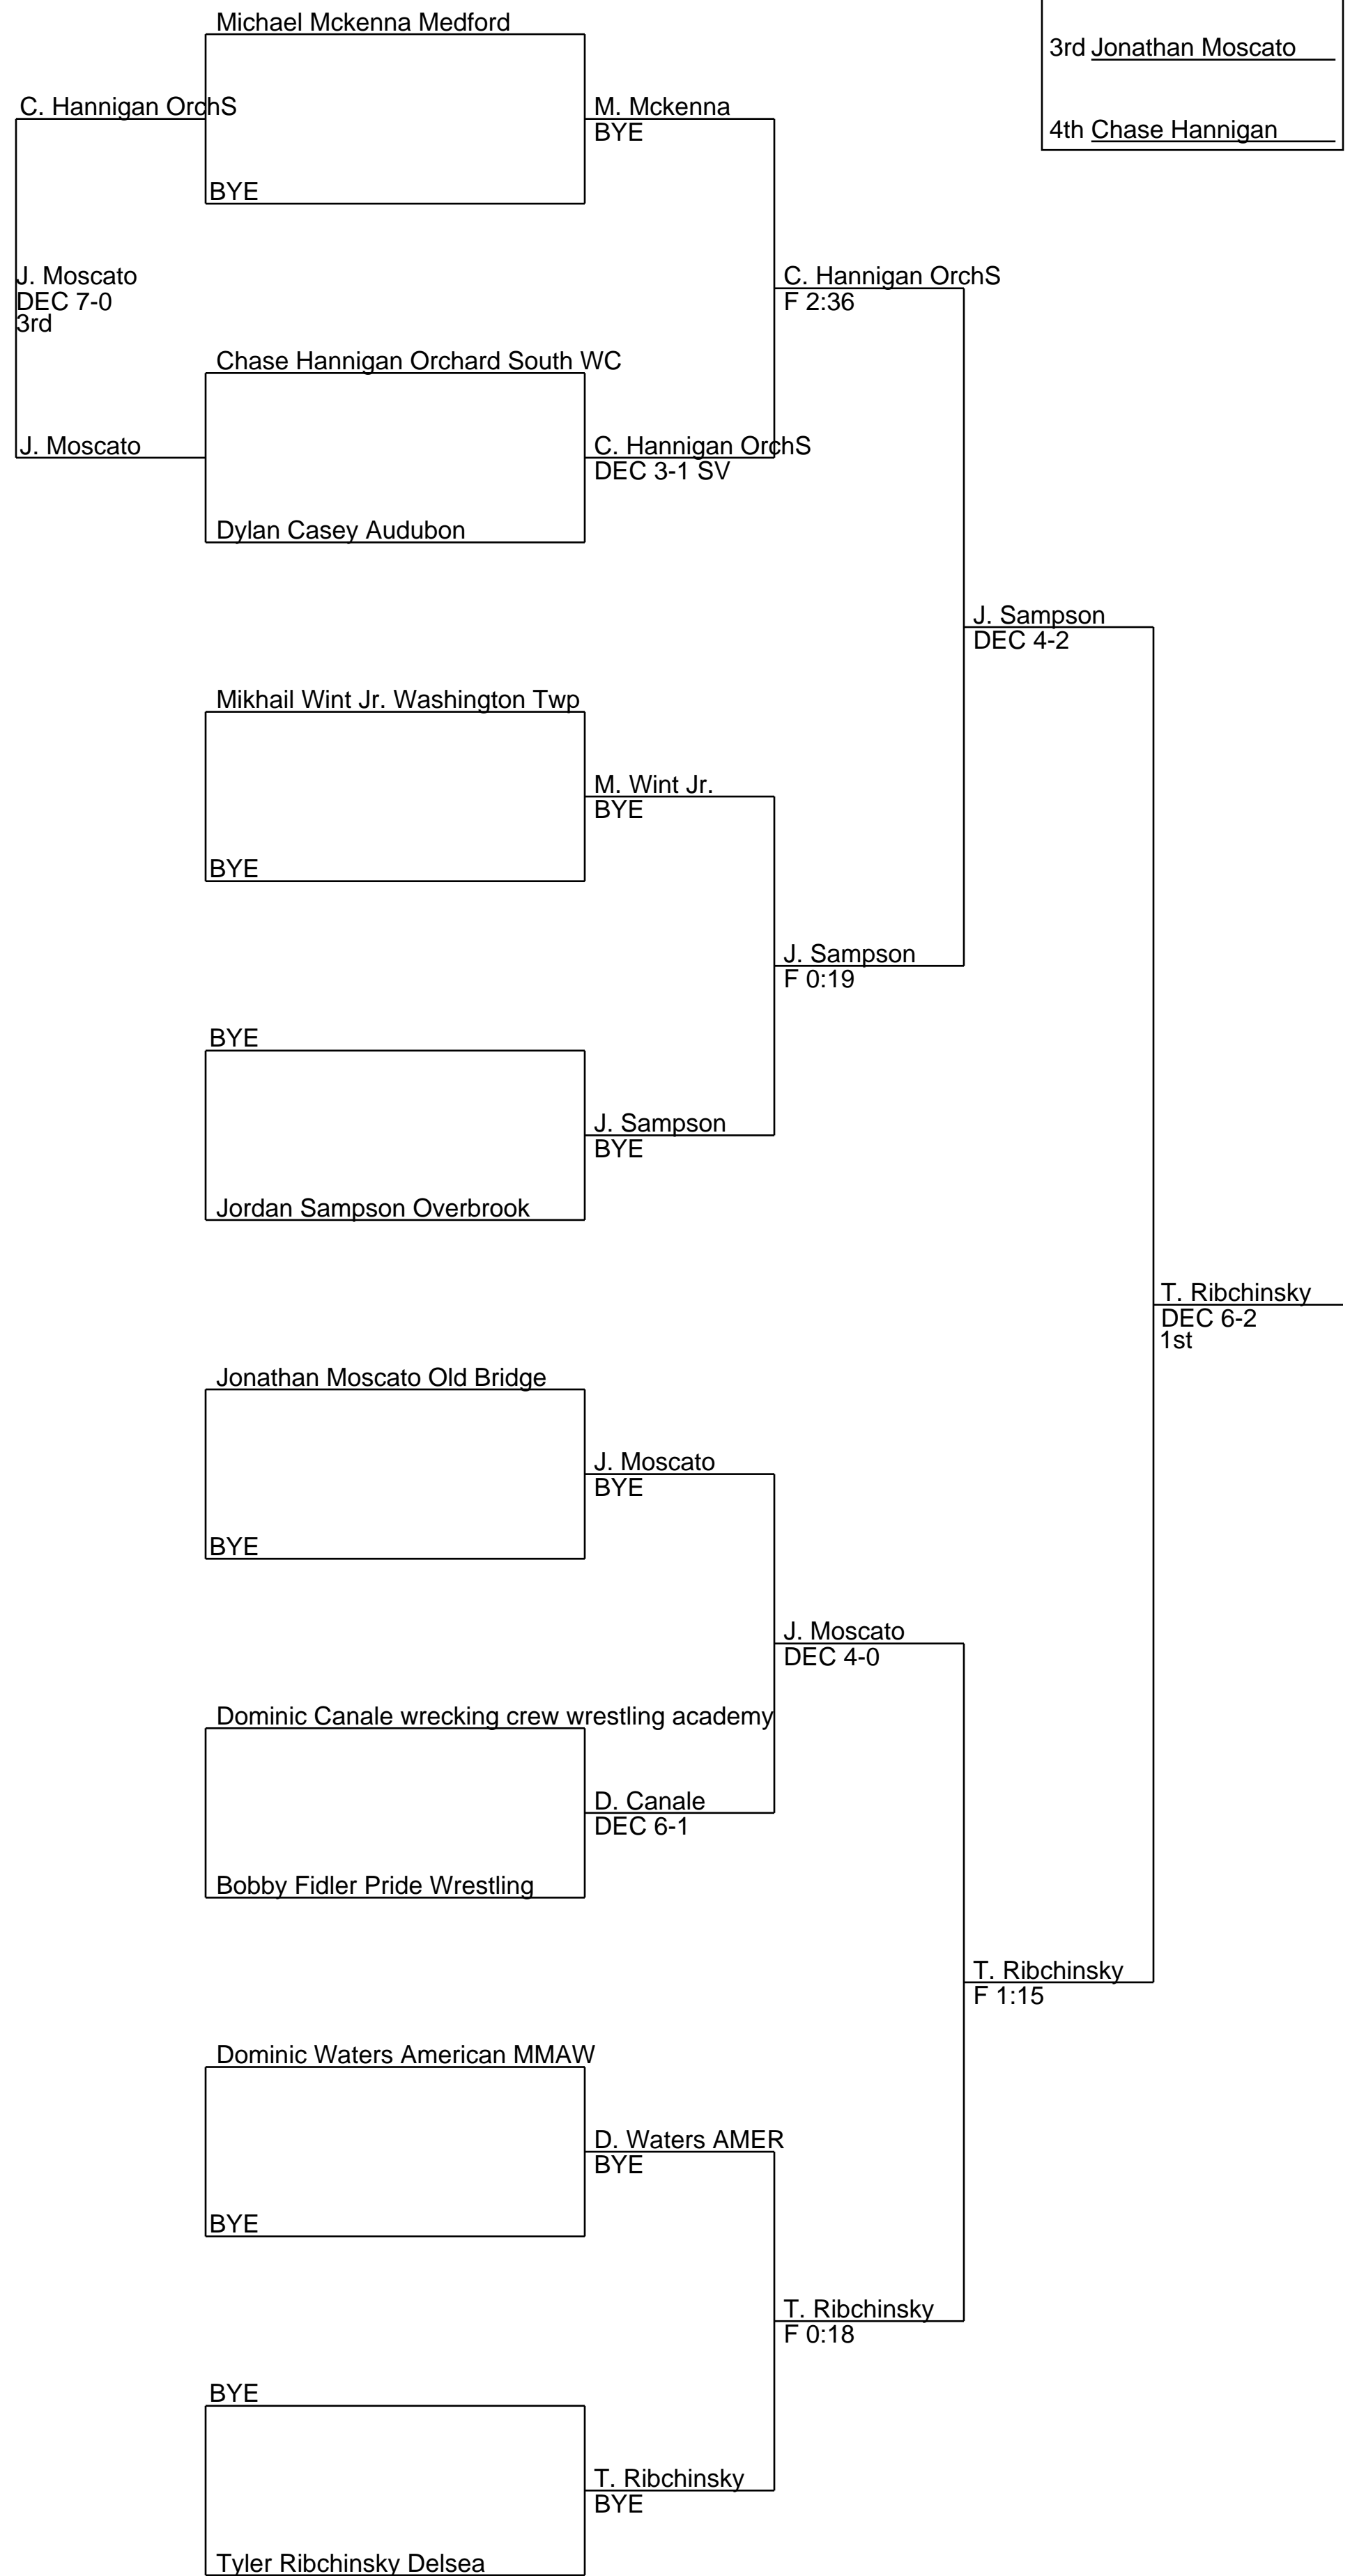 Michael Mckenna Medford
3rd Jonathan Moscato
C. Hannigan OrchS
M. Mckenna
BYE
4th Chase Hannigan
BYE
J. Moscato
DEC 7-0
3rd
C. Hannigan OrchS
F 2:36
Chase Hannigan Orchard South WC
J. Moscato
C. Hannigan OrchS
DEC 3-1 SV
Dylan Casey Audubon
J. Sampson
DEC 4-2
Mikhail Wint Jr. Washington Twp
M. Wint Jr.
BYE
BYE
J. Sampson
F 0:19
BYE
J. Sampson
BYE
Jordan Sampson Overbrook
T. Ribchinsky
DEC 6-2
1st
Jonathan Moscato Old Bridge
J. Moscato
BYE
BYE
J. Moscato
DEC 4-0
Dominic Canale wrecking crew wrestling academy
D. Canale
DEC 6-1
Bobby Fidler Pride Wrestling
T. Ribchinsky
F 1:15
Dominic Waters American MMAW
D. Waters AMER
BYE
BYE
T. Ribchinsky
F 0:18
BYE
T. Ribchinsky
BYE
Tyler Ribchinsky Delsea